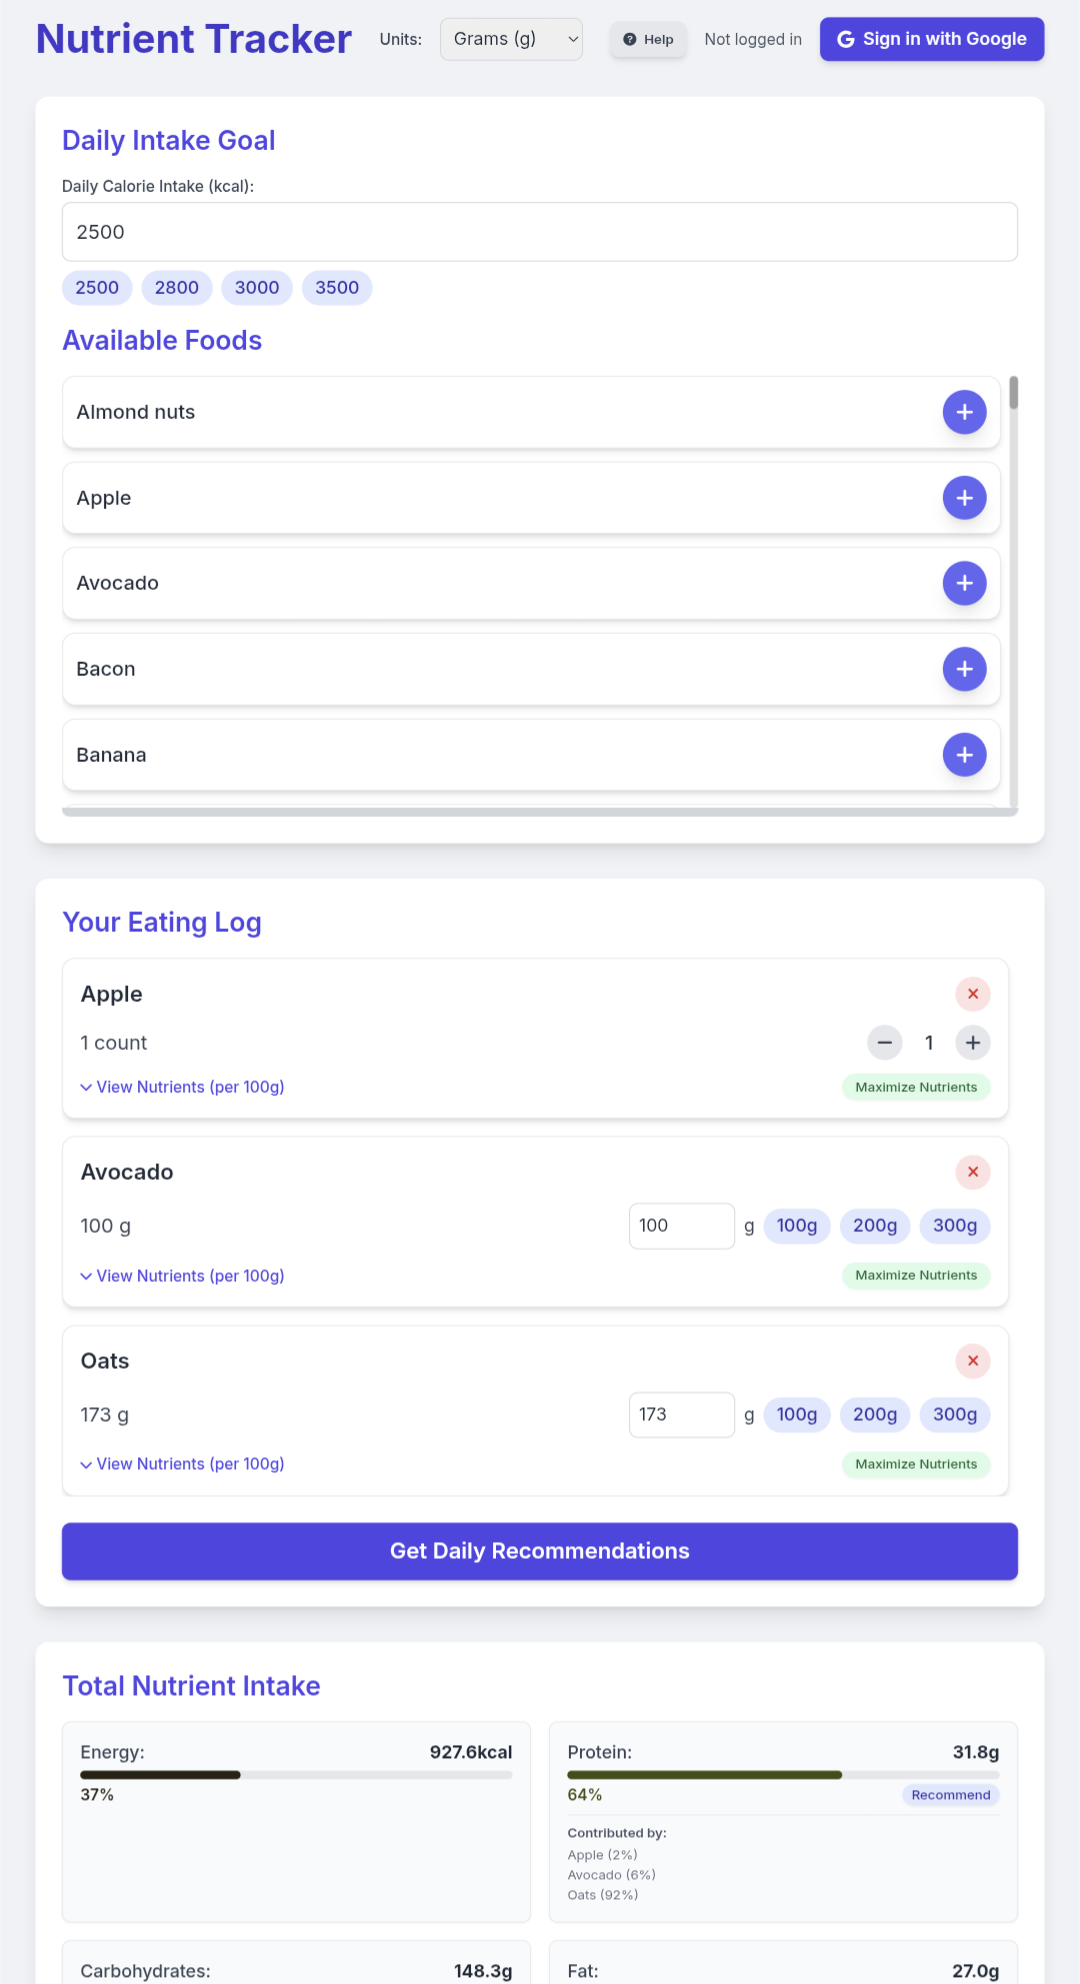 Nutrient Tracker Units: Grams (g) Help Not logged in Sign in with Google
Daily Intake Goal
Daily Calorie Intake (kcal):
2500
2500 2800 3000 3500
Available Foods
Almond nuts
Apple
Avocado
Bacon
Banana
Your Eating Log
Apple
1 count 1
View Nutrients (per 100g) Maximize Nutrients
Avocado
100 g 100 g 100g 200g 300g
View Nutrients (per 100g) Maximize Nutrients
Oats
173 g 173 g 100g 200g 300g
View Nutrients (per 100g) Maximize Nutrients
Get Daily Recommendations
Total Nutrient Intake
Energy: 927.6kcal
37%
Protein: 31.8g
64% Recommend
Contributed by:
Apple (2%)
Avocado (6%)
Oats (92%)
Carbohydrates: 148.3g
Fat: 27.0g